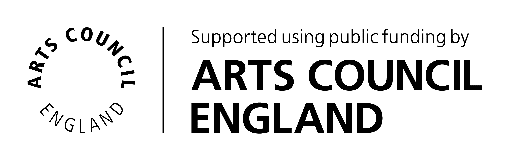 ARTS COUNCIL
ENGLAND
Supported using public funding by
ARTS COUNCIL
ENGLAND